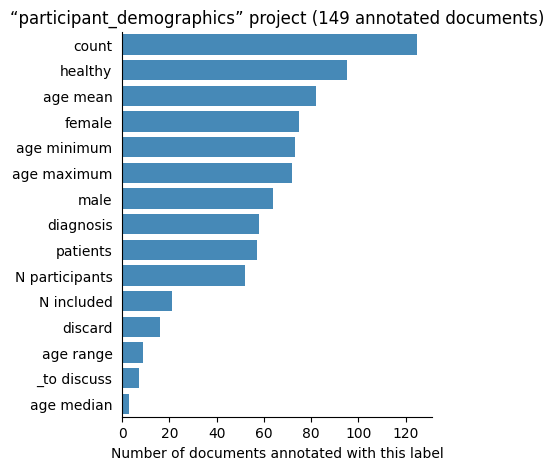 “participant_demographics” project (149 annotated documents)
count
healthy
age mean
female
age minimum
age maximum
male
diagnosis
patients
N participants
N included
discard
age range
_to discuss
age median
0 20 40 60 80 100 120
Number of documents annotated with this label